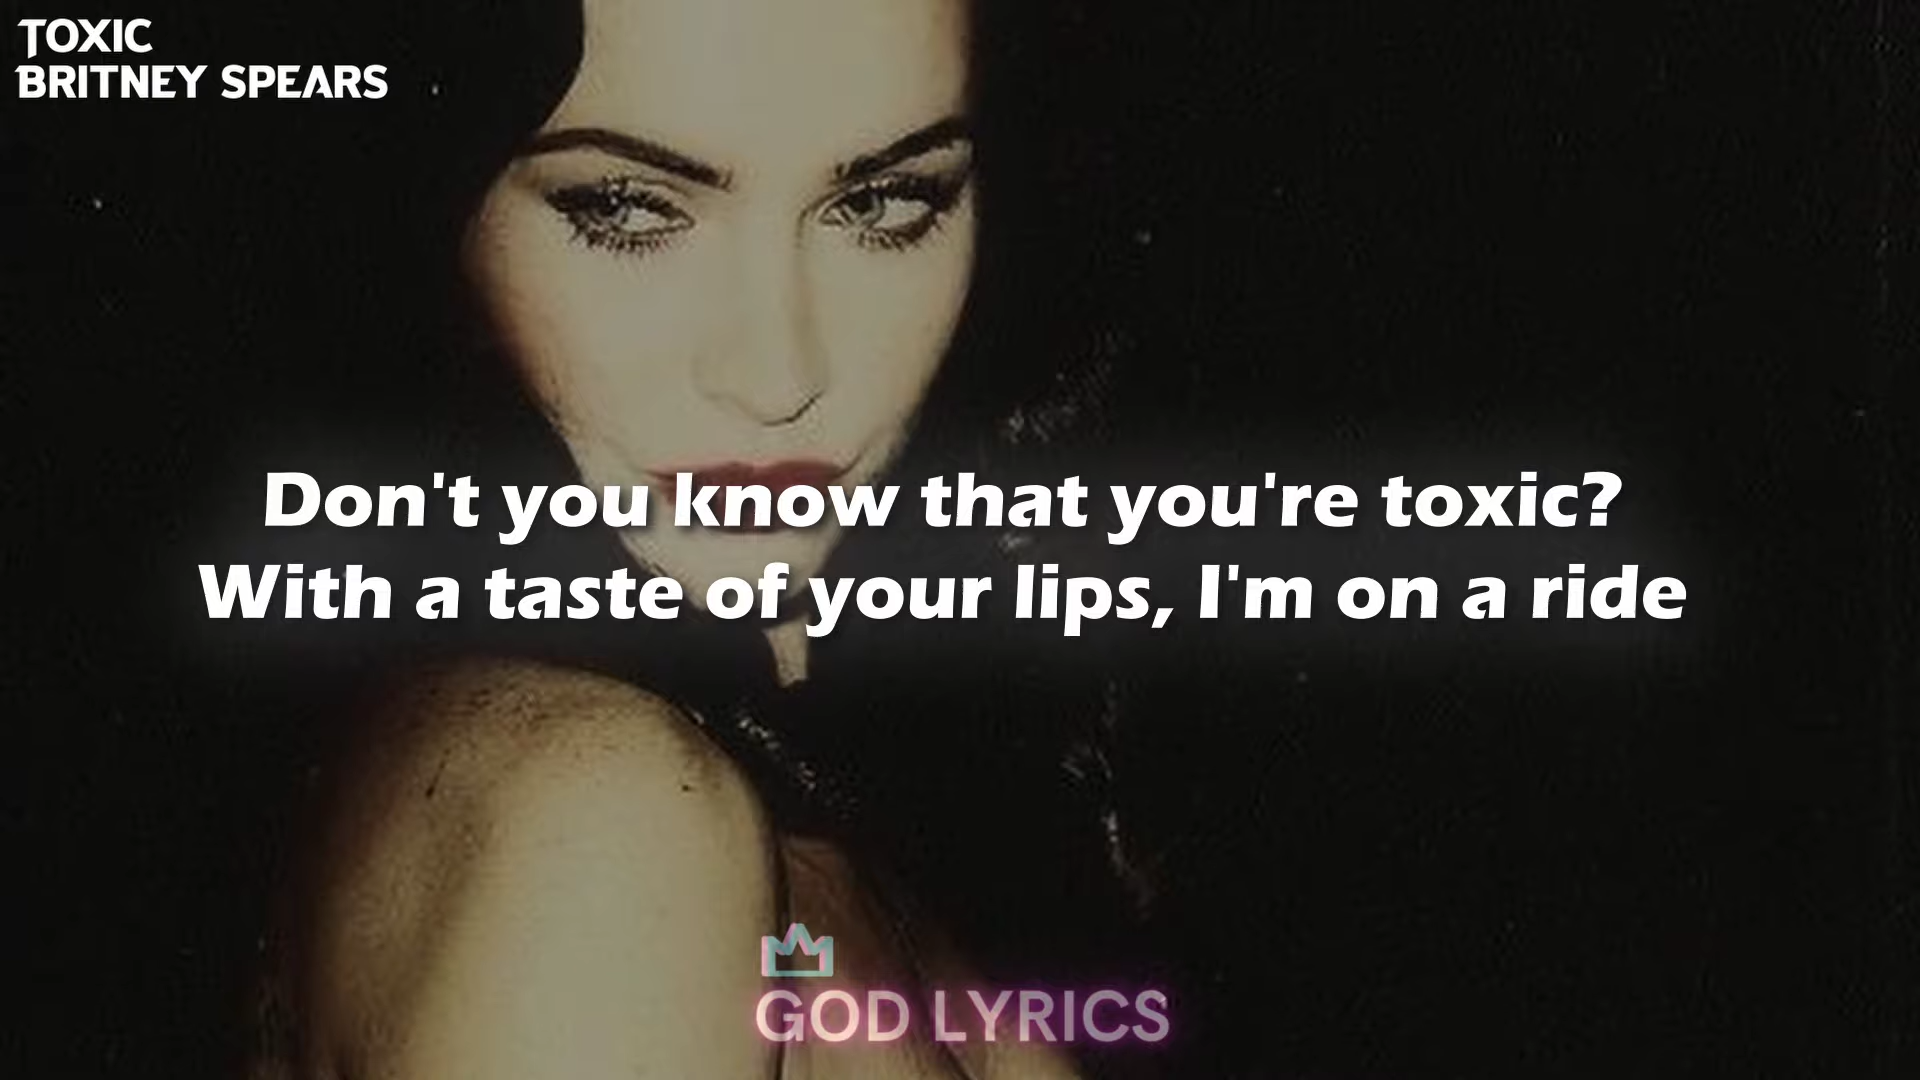 TOXIC
BRITNEY SPEARS
Don't you know that you're toxic?
With a taste of your lips, I'm on a ride
GOD LYRICS